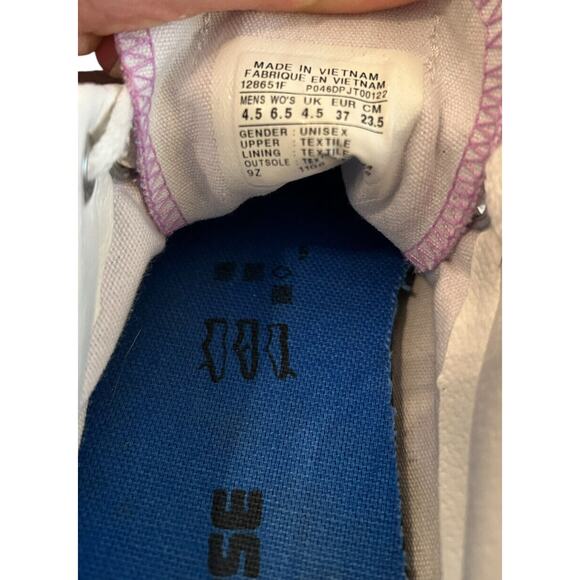 MADE IN VIETNAM
FABRIQUE EN VIETNAM
128651F P046DPJT00122
MENS WO'S UK EUR CM
4.5 6.5 4.5 37 23.5
GENDER : UNISEX
UPPER : TEXTILE
LINING : TEXTILE
OUTSOLE :
9Z